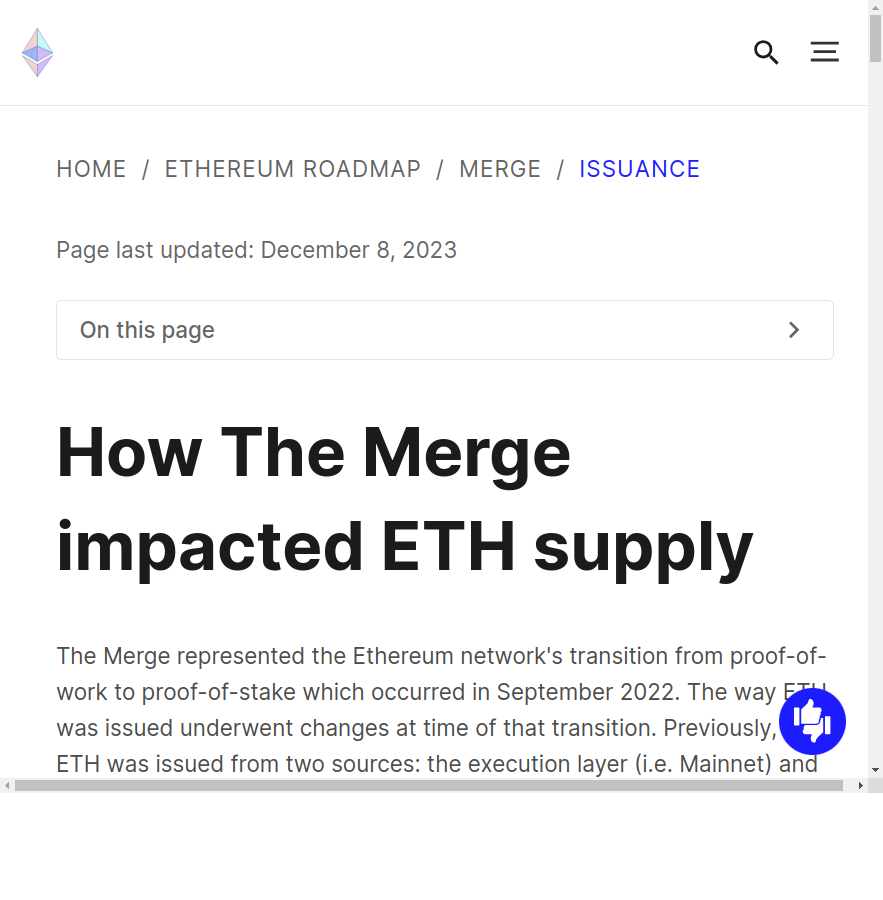 HOME / ETHEREUM ROADMAP / MERGE / ISSUANCE
Page last updated: December 8, 2023
On this page
How The Merge
impacted ETH supply
The Merge represented the Ethereum network's transition from proof-of-
work to proof-of-stake which occurred in September 2022. The way ETH
was issued underwent changes at time of that transition. Previously,
ETH was issued from two sources: the execution layer (i.e. Mainnet) and